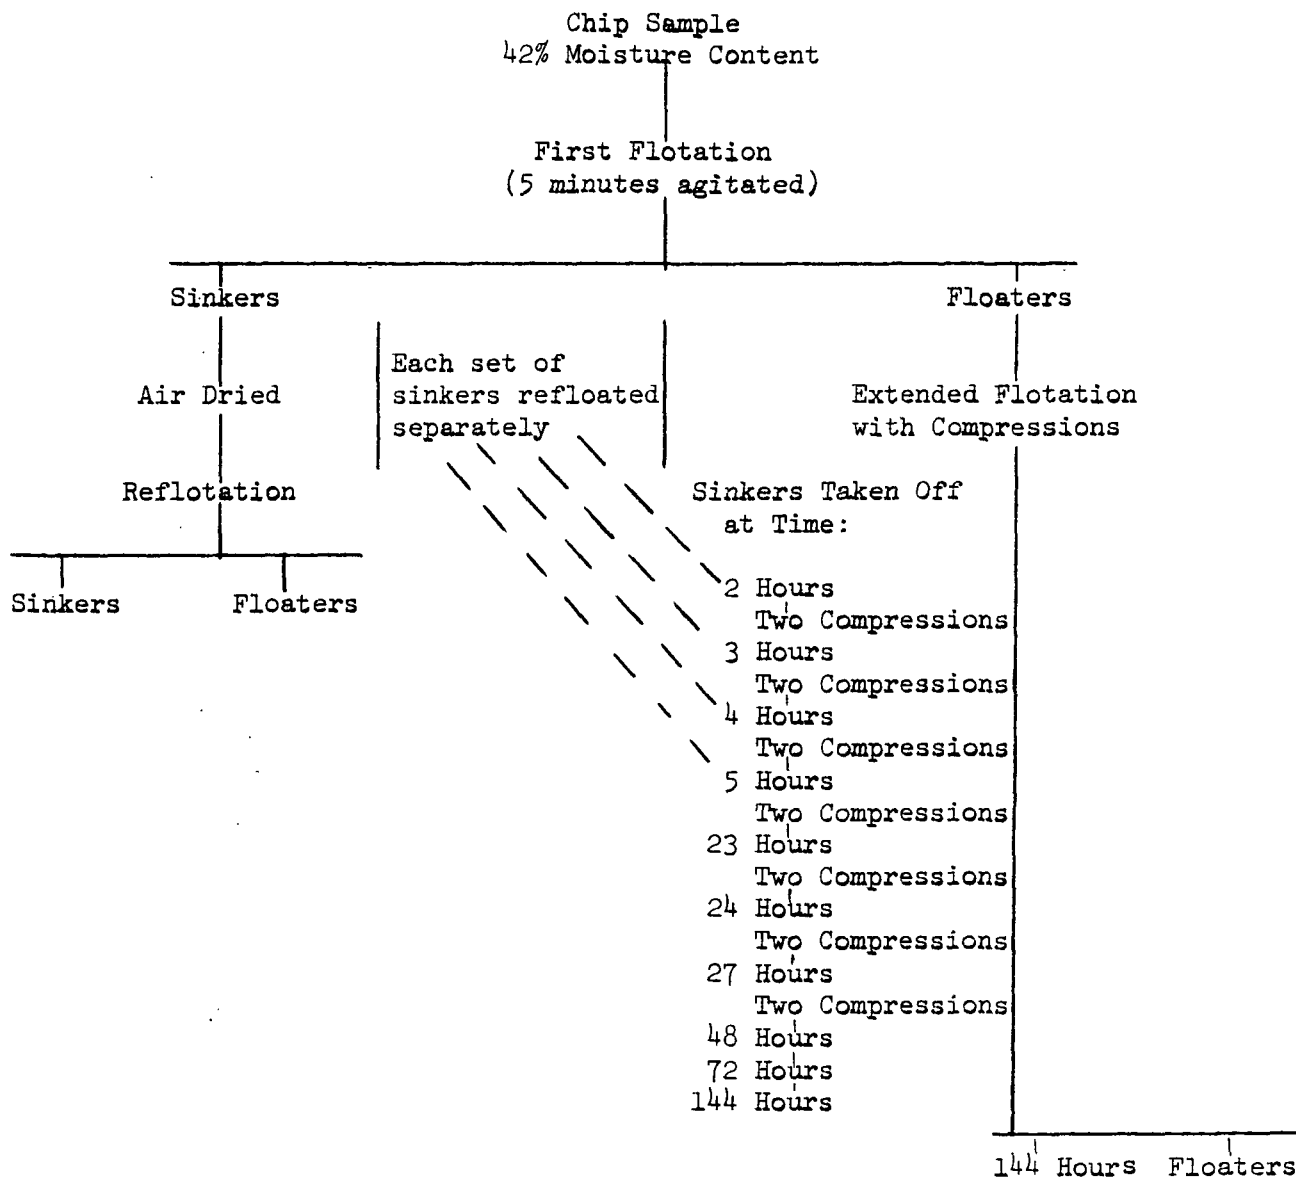 Chip Sample
42% Moisture Content
First Flotation
(5 minutes agitated)
Sinkers
Floaters
Each set of
sinkers refloated
separately
Air Dried
Extended Flotation
with Compressions
Reflotation
Sinkers Taken Off
at Time:
Sinkers
Floaters
2 Hours
Two Compressions
3 Hours
Two Compressions
4 Hours
Two Compressions
5 Hours
Two Compressions
23 Hours
Two Compressions
24 Hours
Two Compressions
27 Hours
Two Compressions
48 Hours
72 Hours
144 Hours
144 Hours Floaters